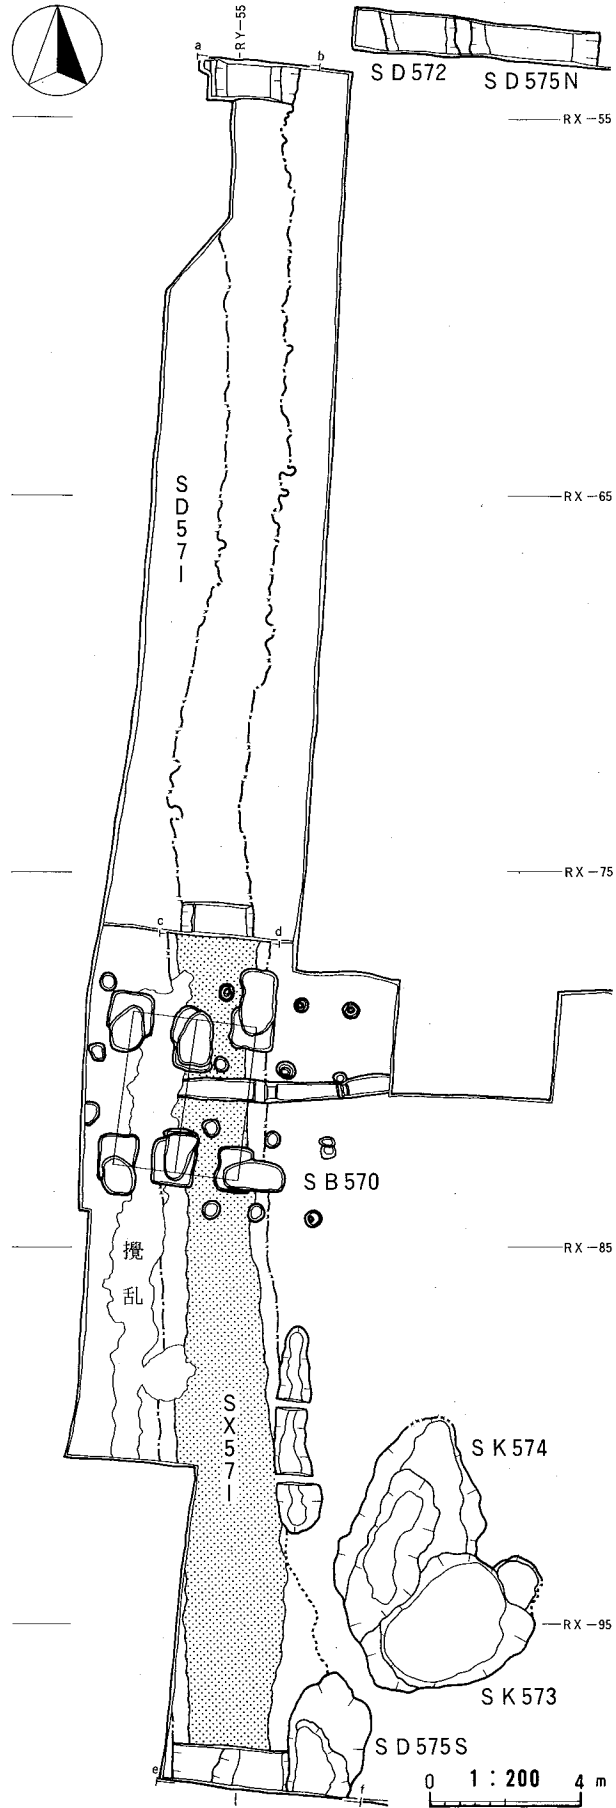 a
RY-55
b
SD572
SD575N
RX-55
SD571
RX-65
RX-75
c
d
SB570
RX-85
攪乱
SX571
SK574
RX-95
SK573
SD575S
e
f
0 1:200 4 m